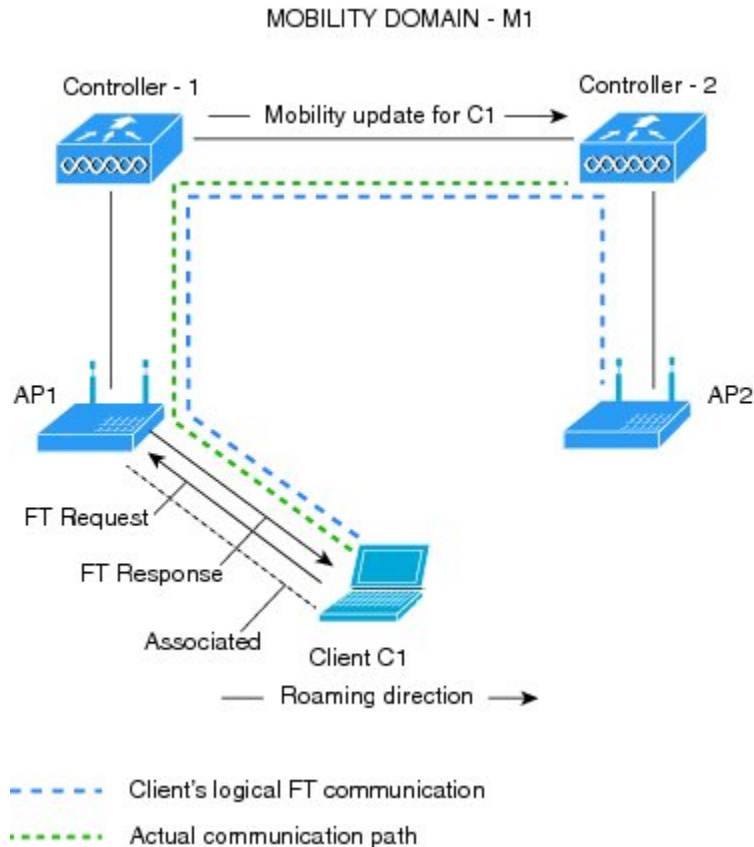 MOBILITY DOMAIN - M1
Controller - 1
Controller - 2
Mobility update for C1
AP1
AP2
FT Request
FT Response
Associated
Client C1
Roaming direction
Client's logical FT communication
Actual communication path